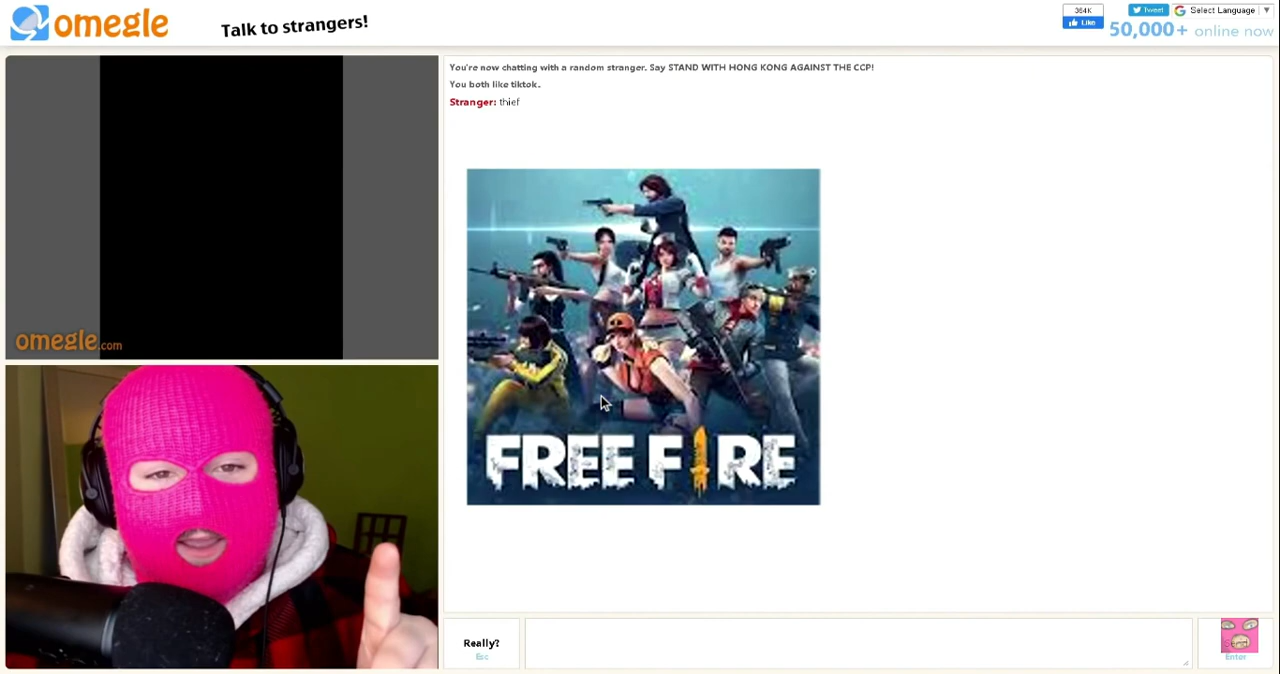 omegle
Talk to strangers!
364K
Like
Tweet
Select Language ▼
50,000+ online now
You're now chatting with a random stranger. Say STAND WITH HONG KONG AGAINST THE CCP!
You both like tiktok.
Stranger: thief
FREE FIRE
omegle.com
Really?
Esc
Enter